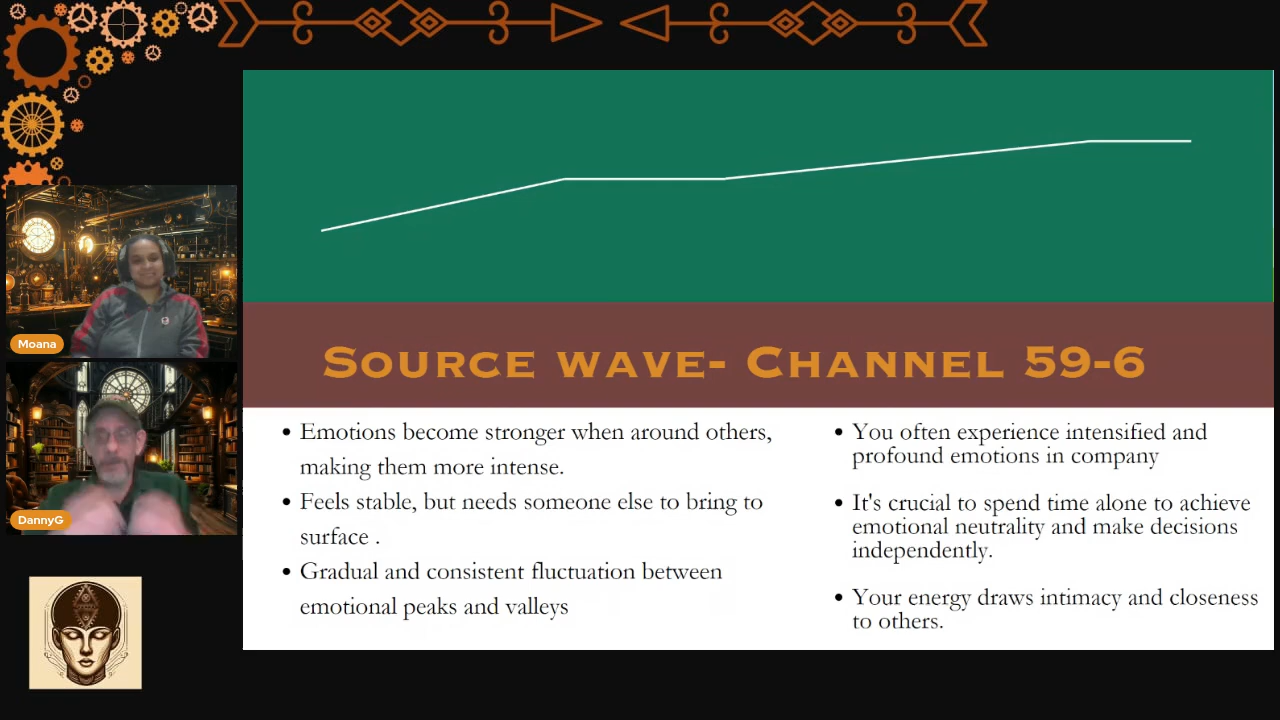 Source wave- Channel 59-6
Emotions become stronger when around others,
making them more intense.
Feels stable, but needs someone else to bring to
surface .
Gradual and consistent fluctuation between
emotional peaks and valleys
You often experience intensified and
profound emotions in company
It's crucial to spend time alone to achieve
emotional neutrality and make decisions
independently.
Your energy draws intimacy and closeness
to others.
Moana
DannyG